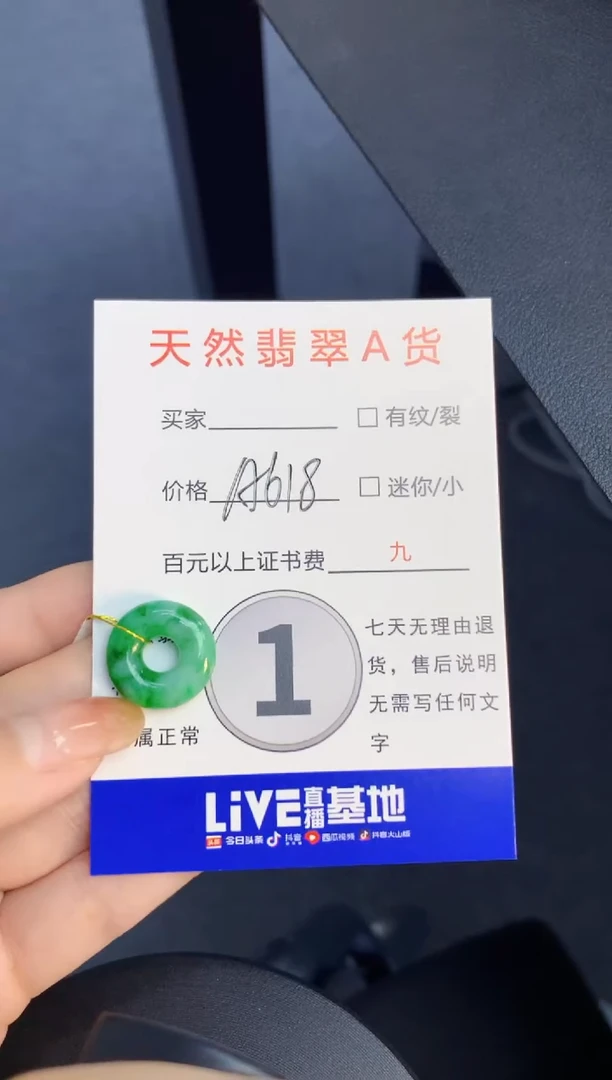 天然翡翠A货
买家 □ 有纹/裂
价格 A618 □ 迷你/小
百元以上证书费 九
1
七天无理由退
货，售后说明
无需写任何文
字
属正常
LiVE直播基地
头条 今日头条 抖音 西瓜视频 抖音火山版